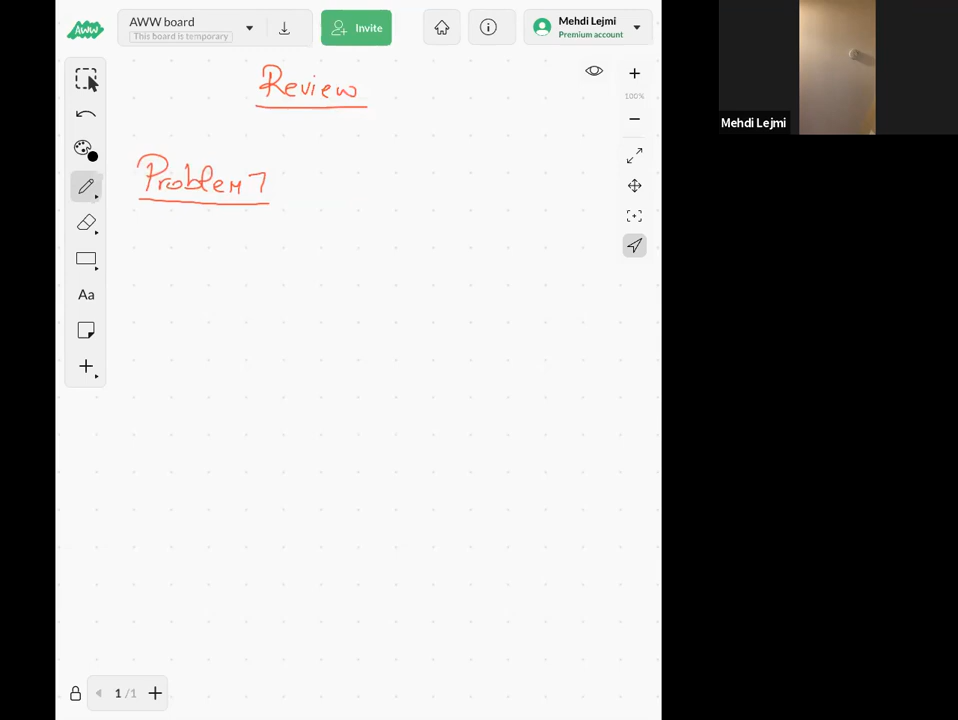 AWW
AWW board
This board is temporary
Invite
Mehdi Lejmi
Premium account
Mehdi Lejmi
Review
100%
Problem 7
Aa
1 /1